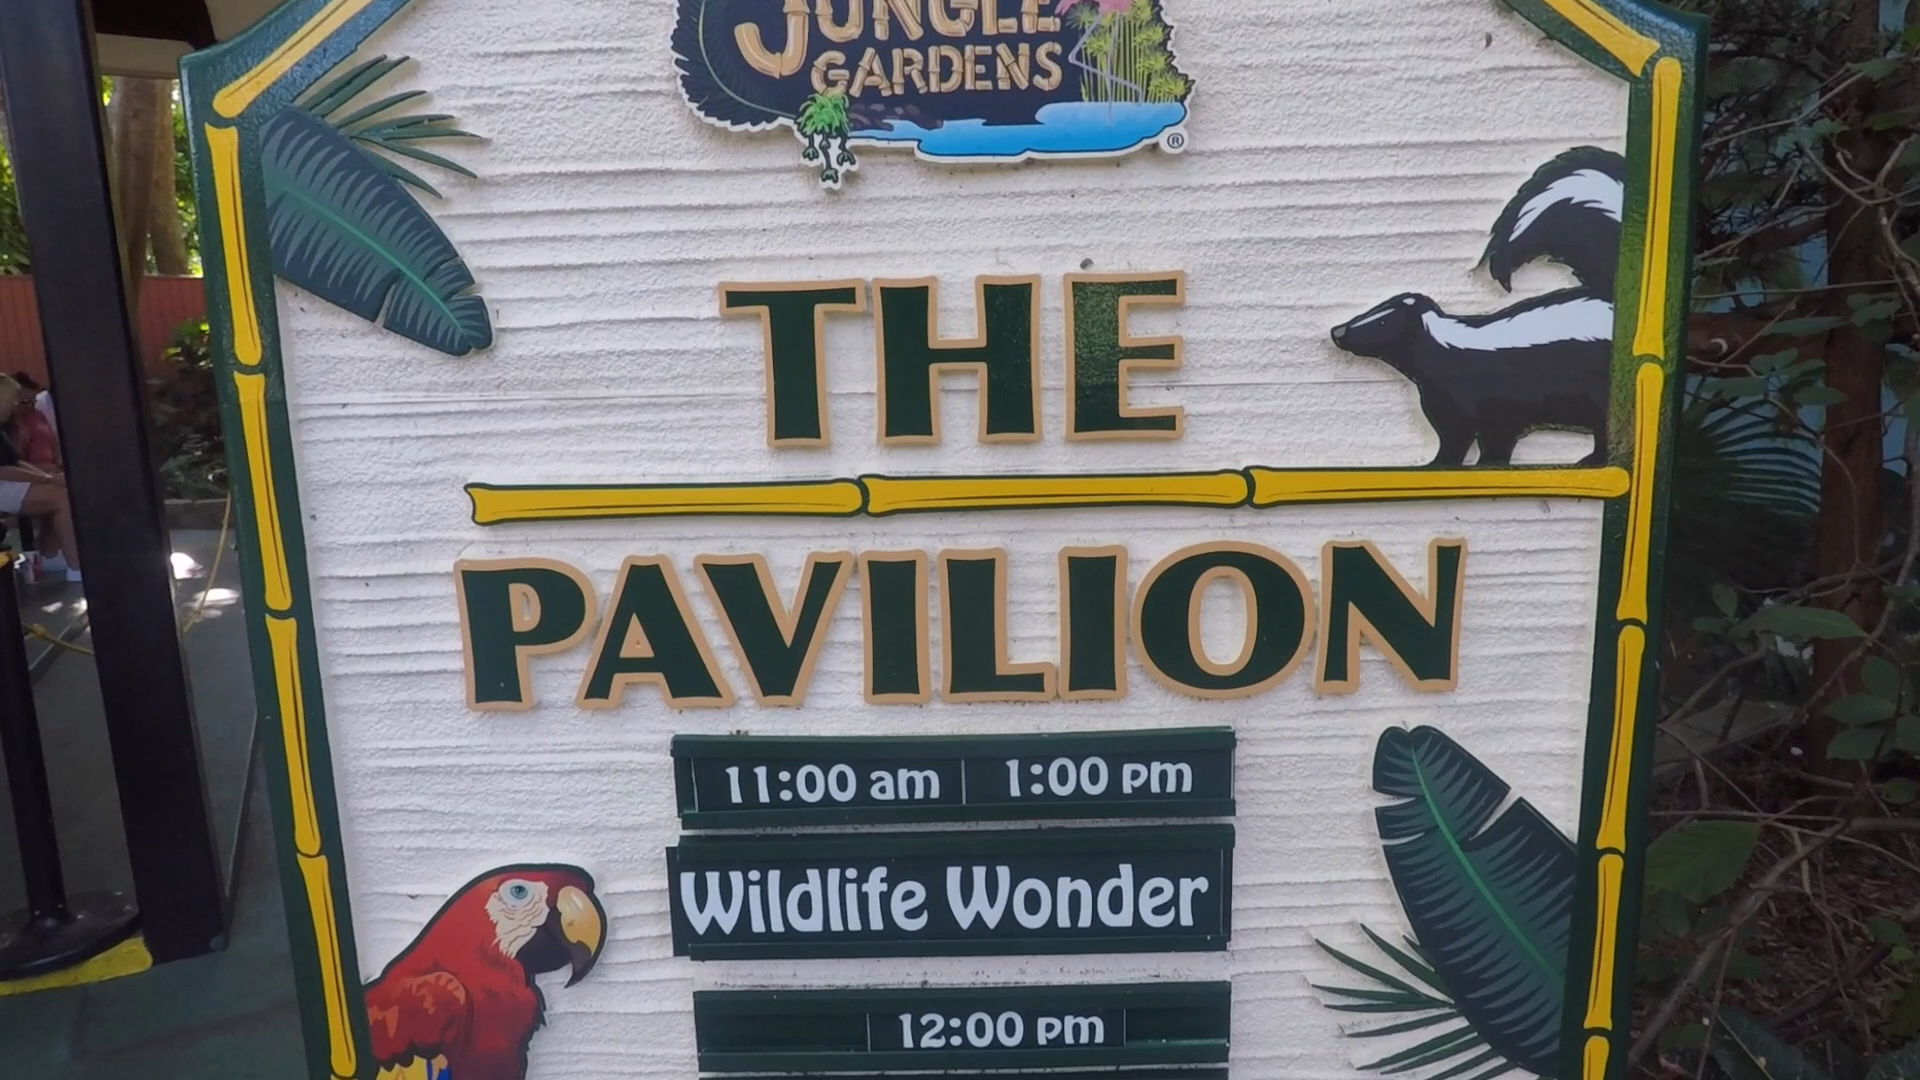 JUNGLE
GARDENS
®
THE
PAVILION
11:00 am 1:00 pm
Wildlife Wonder
12:00 pm